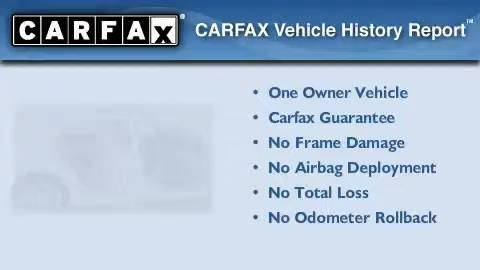 CARFAX® CARFAX Vehicle History Report™
• One Owner Vehicle
• Carfax Guarantee
• No Frame Damage
• No Airbag Deployment
• No Total Loss
• No Odometer Rollback